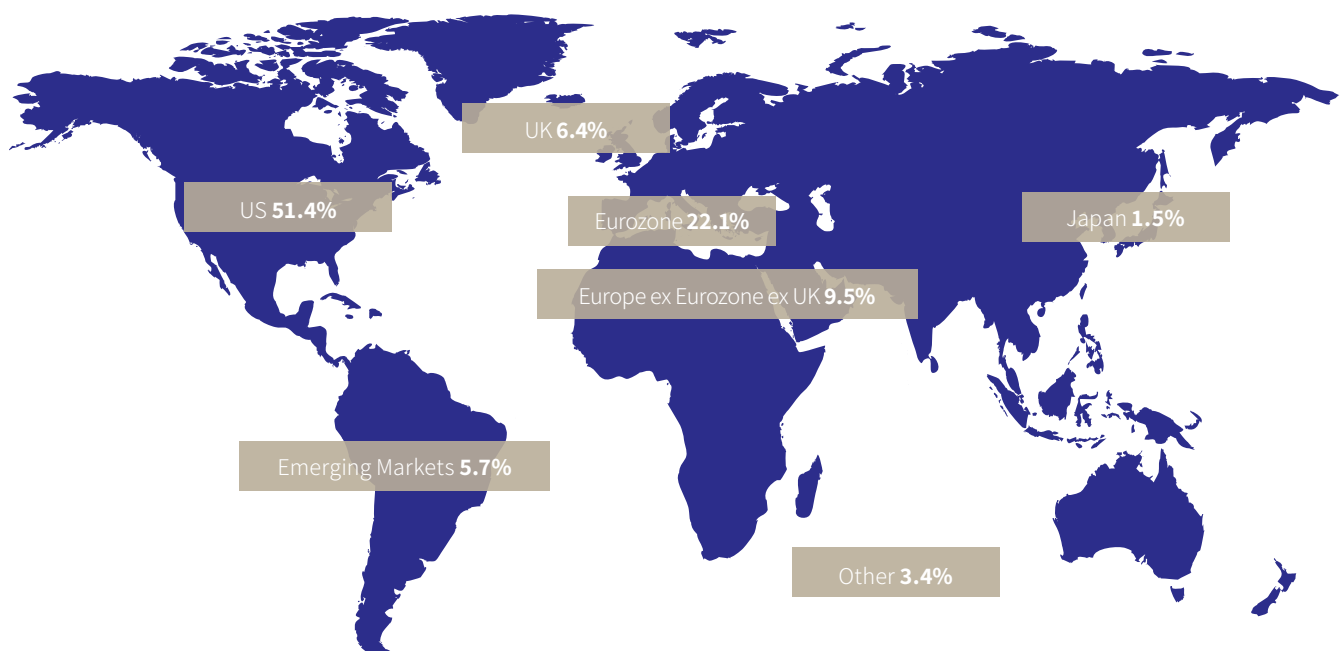 UK 6.4%
US 51.4%
Eurozone 22.1%
Japan 1.5%
Europe ex Eurozone ex UK 9.5%
Emerging Markets 5.7%
Other 3.4%